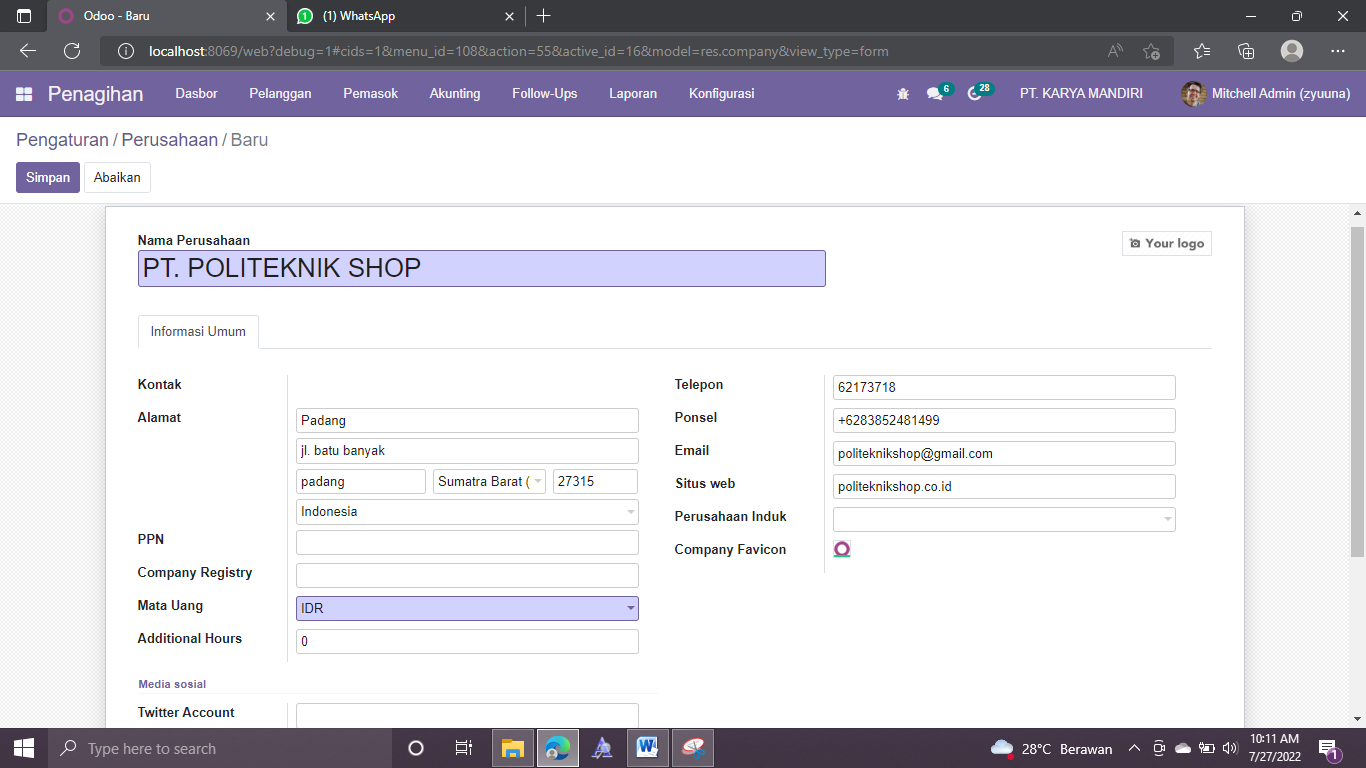 Odoo - Baru
(1) WhatsApp
localhost:8069/web?debug=1#cids=1&menu_id=108&action=55&active_id=16&model=res.company&view_type=form
Penagihan Dasbor Pelanggan Pemasok Akunting Follow-Ups Laporan Konfigurasi 6 28 PT. KARYA MANDIRI Mitchell Admin (zyuuna)
Pengaturan / Perusahaan / Baru
Simpan Abaikan
Nama Perusahaan
Your logo
PT. POLITEKNIK SHOP
Informasi Umum
Kontak
Alamat
Padang
jl. batu banyak
padang Sumatra Barat ( 27315
Indonesia
PPN
Company Registry
Mata Uang IDR
Additional Hours 0
Telepon 62173718
Ponsel +6283852481499
Email politeknikshop@gmail.com
Situs web politeknikshop.co.id
Perusahaan Induk
Company Favicon
Media sosial
Twitter Account
Type here to search
28°C Berawan
10:11 AM
7/27/2022
1